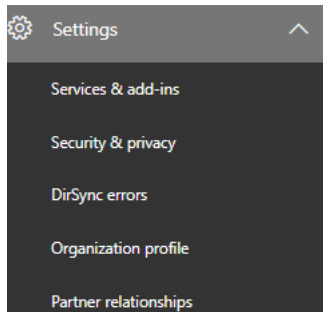 Settings
Services & add-ins
Security & privacy
DirSync errors
Organization profile
Partner relationships